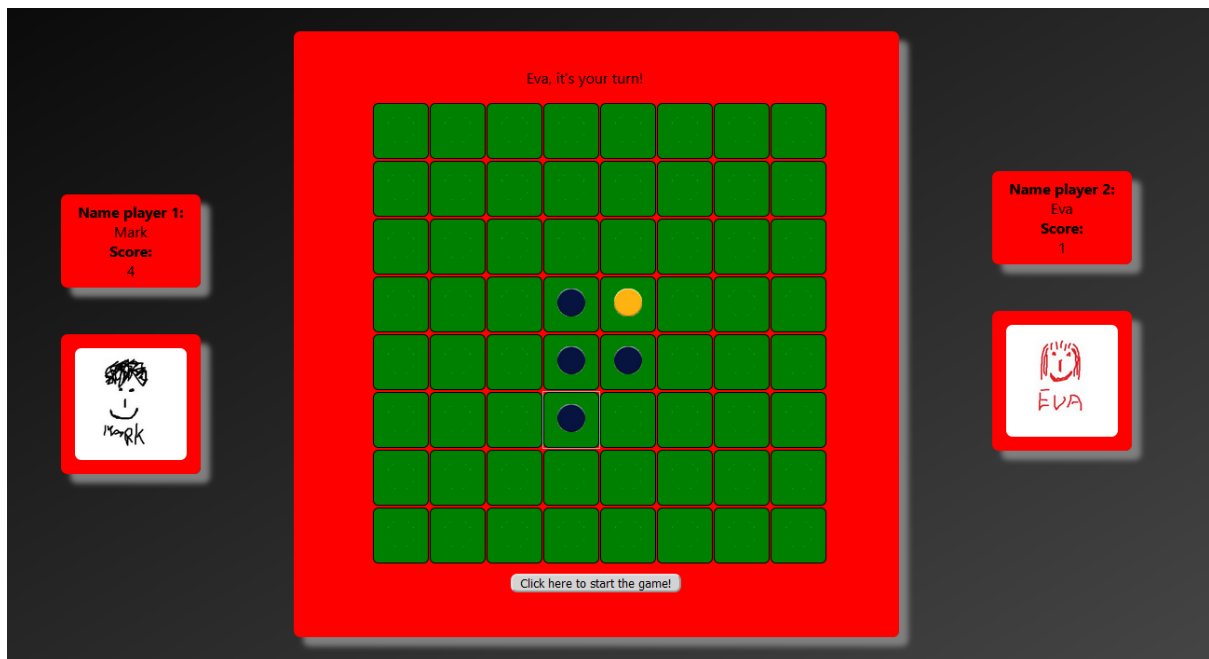 Eva, it's your turn!
Name player 1:
Mark
Score:
4
MaRK
Name player 2:
Eva
Score:
1
EVA
Click here to start the game!